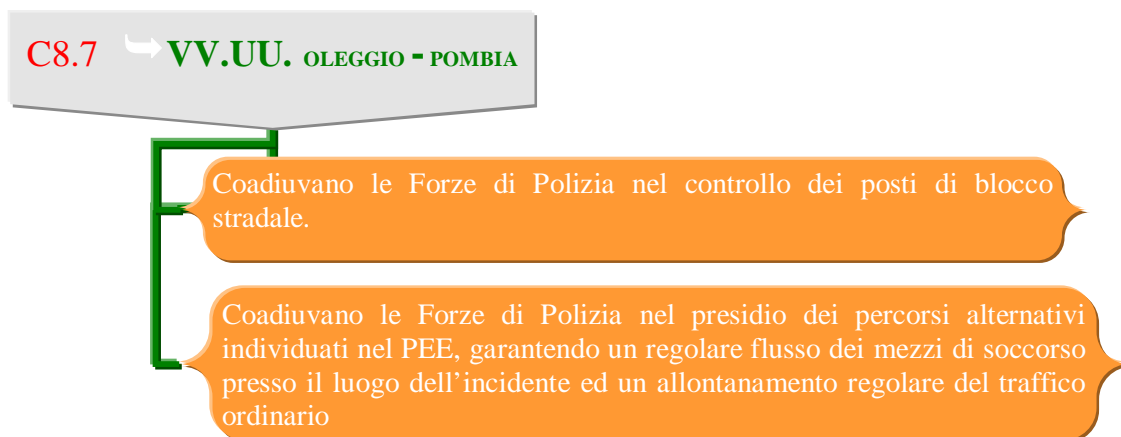 C8.7 ➥ VV.UU. OLEGGIO - POMBIA
Coadiuvano le Forze di Polizia nel controllo dei posti di blocco
stradale.
Coadiuvano le Forze di Polizia nel presidio dei percorsi alternativi
individuati nel PEE, garantendo un regolare flusso dei mezzi di soccorso
presso il luogo dell’incidente ed un allontanamento regolare del traffico
ordinario